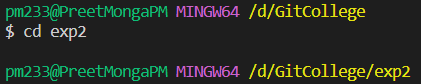 pm233@PreetMongaPM MINGW64 /d/GitCollege
$ cd exp2
pm233@PreetMongaPM MINGW64 /d/GitCollege/exp2